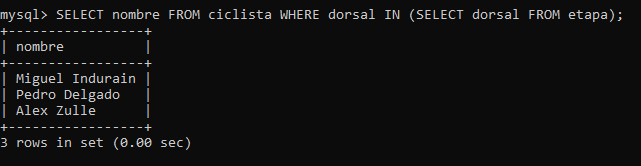 mysql> SELECT nombre FROM ciclista WHERE dorsal IN (SELECT dorsal FROM etapa);
+-----------------+
| nombre          |
+-----------------+
| Miguel Indurain |
| Pedro Delgado   |
| Alex Zulle      |
+-----------------+
3 rows in set (0.00 sec)